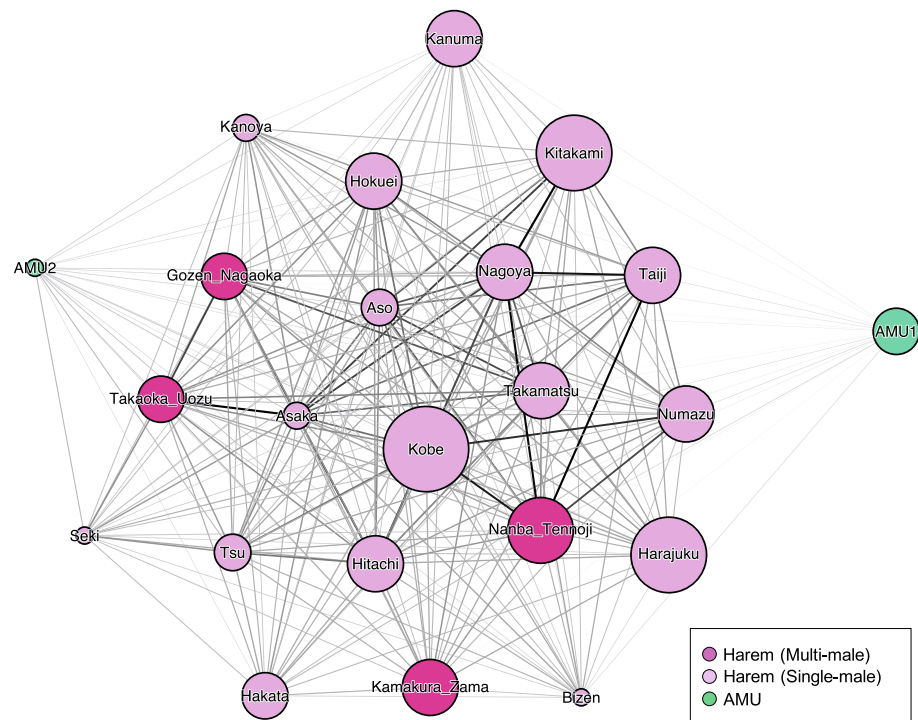 Kanuma
Kanoya
Kitakami
Hokuei
AMU2
Gozen_Nagaoka
Nagoya
Taiji
Aso
AMU1
Takaoka_Uozu
Asaka
Takamatsu
Numazu
Kobe
Seki
Tsu
Hitachi
Nanba_Tennoji
Harajuku
Hakata
Kamakura_Zama
Bizen
Harem (Multi-male)
Harem (Single-male)
AMU